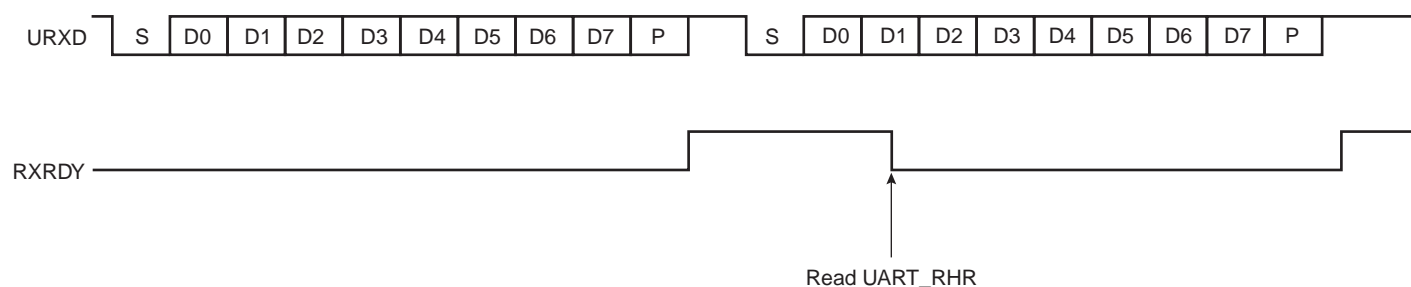 URXD S D0 D1 D2 D3 D4 D5 D6 D7 P S D0 D1 D2 D3 D4 D5 D6 D7 P
RXRDY
Read UART_RHR